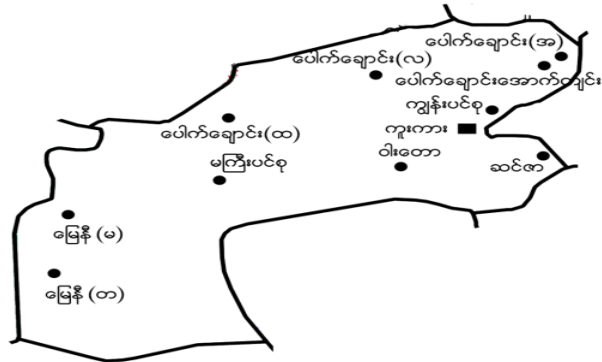 ပေါက်ချောင်း(အ)
ပေါက်ချောင်း(လ)
ပေါက်ချောင်းအောက်ကျင်း
ကျွန်းပင်စု
ကူးကား
ပေါက်ချောင်း(ထ)
ဝါးတော
မကြီးပင်စု
ဆင်ဇာ
မြေနီ (မ)
မြေနီ (တ)